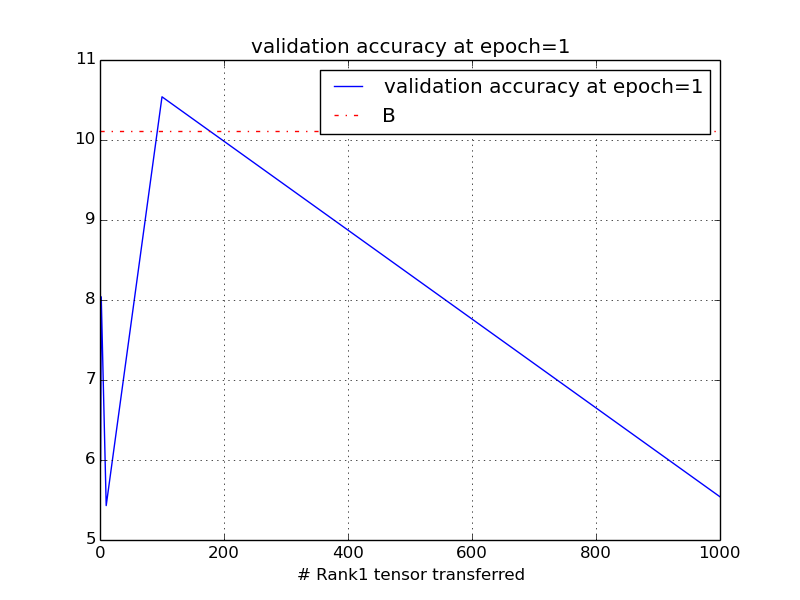 validation accuracy at epoch=1
validation accuracy at epoch=1
B
11
10
9
8
7
6
5
0 200 400 600 800 1000
# Rank1 tensor transferred